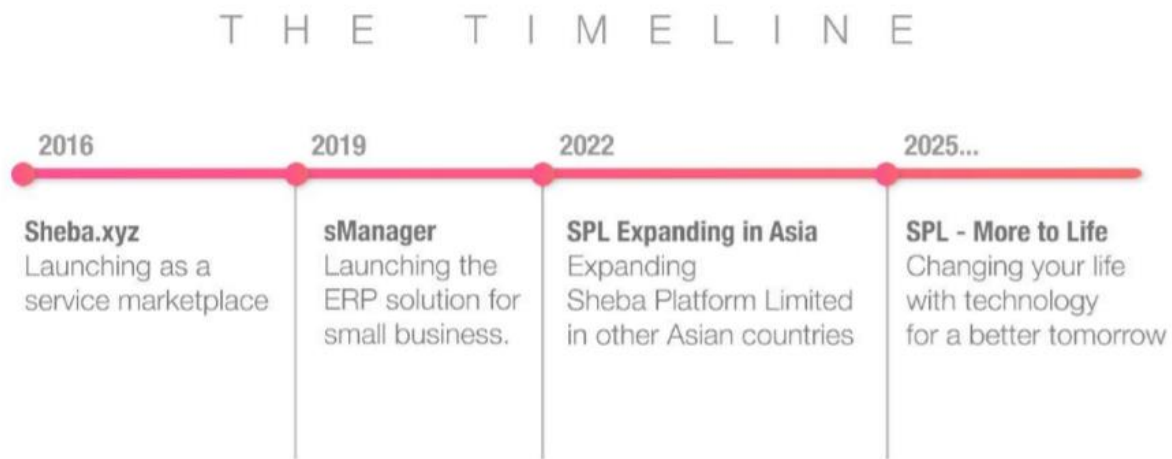 THE TIMELINE
2016
2019
2022
2025...
Sheba.xyz
Launching as a
service marketplace
sManager
Launching the
ERP solution for
small business.
SPL Expanding in Asia
Expanding
Sheba Platform Limited
in other Asian countries
SPL - More to Life
Changing your life
with technology
for a better tomorrow